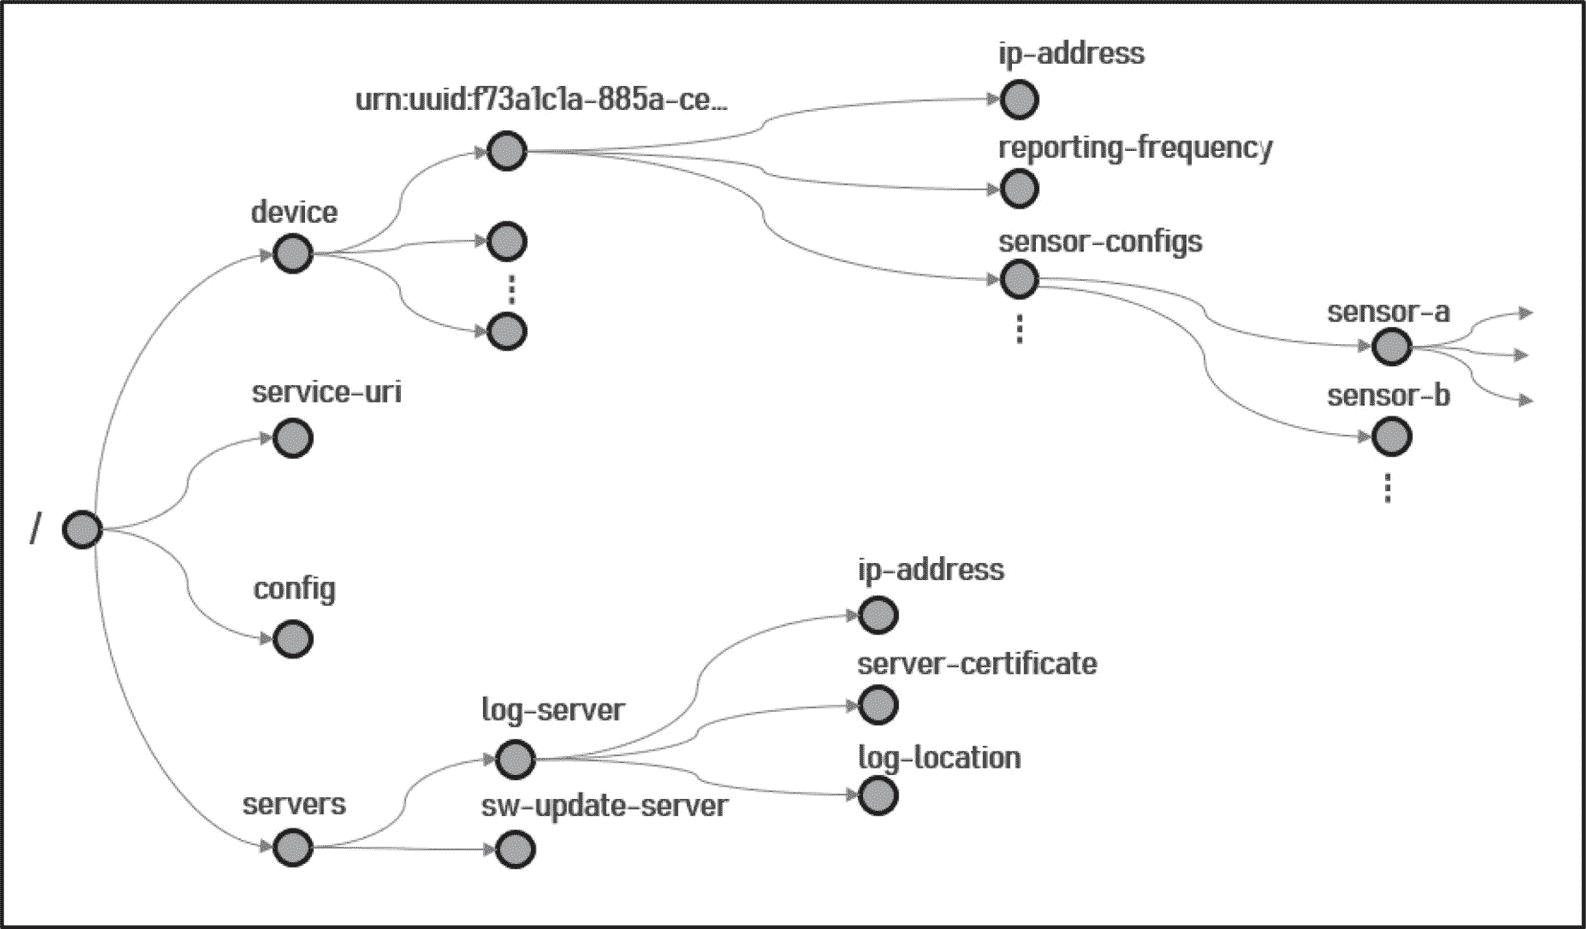 ip-address
urn:uuid:f73a1c1a-885a-ce...
reporting-frequency
device
sensor-configs
sensor-a
service-uri
sensor-b
/
ip-address
config
server-certificate
log-server
log-location
servers
sw-update-server